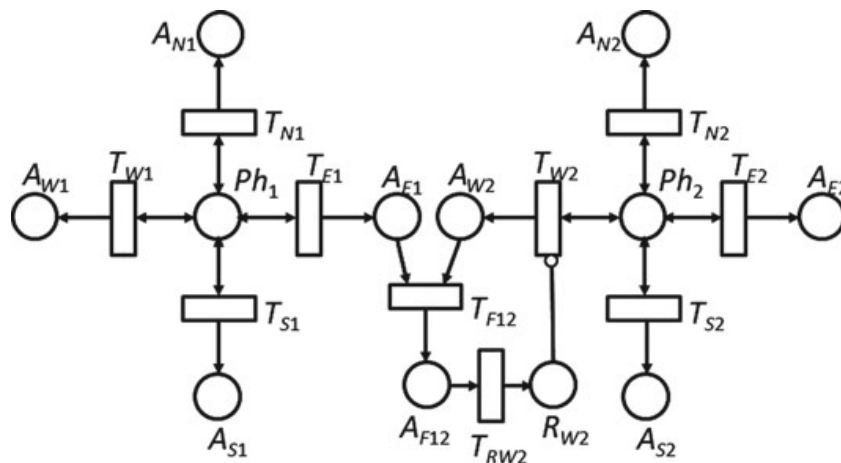 A_N1 A_N2
T_N1 T_N2
A_W1 T_W1 Ph_1 T_E1 A_E1 A_W2 T_W2 Ph_2 T_E2 A_E2
T_S1 T_F12 T_S2
A_S1 A_F12 T_RW2 R_W2 A_S2